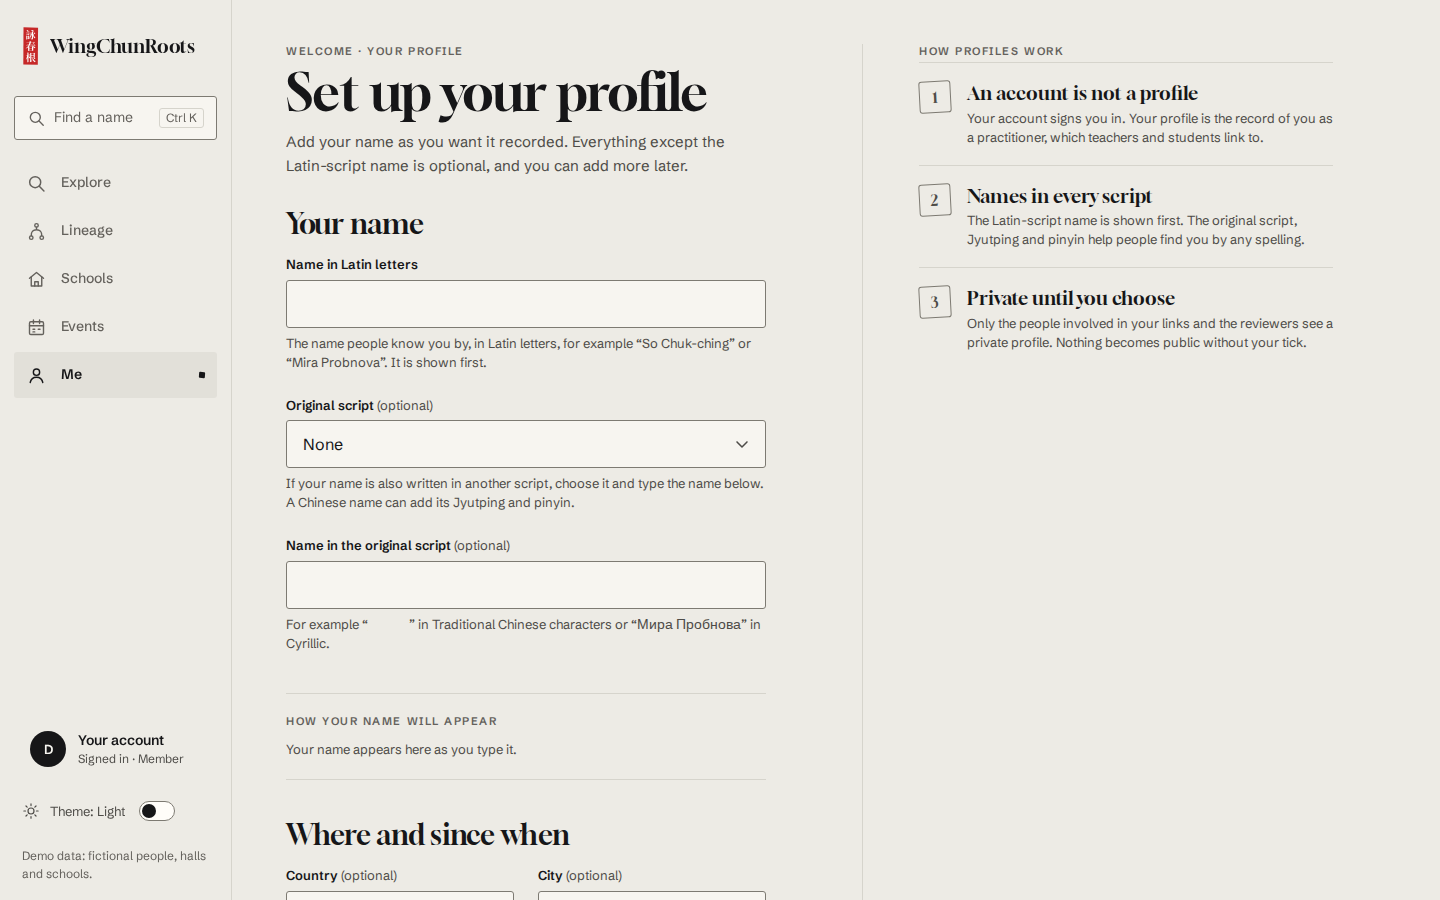 詠春根
WingChunRoots
Find a name
Ctrl K
Explore
Lineage
Schools
Events
Me
D
Your account
Signed in · Member
Theme: Light
Demo data: fictional people, halls
and schools.
WELCOME · YOUR PROFILE
Set up your profile
Add your name as you want it recorded. Everything except the
Latin-script name is optional, and you can add more later.
Your name
Name in Latin letters
The name people know you by, in Latin letters, for example “So Chuk-ching” or
“Mira Probnova”. It is shown first.
Original script (optional)
None
If your name is also written in another script, choose it and type the name below.
A Chinese name can add its Jyutping and pinyin.
Name in the original script (optional)
For example “ ” in Traditional Chinese characters or “Мира Пробнова” in
Cyrillic.
HOW YOUR NAME WILL APPEAR
Your name appears here as you type it.
Where and since when
Country (optional)
City (optional)
HOW PROFILES WORK
1
An account is not a profile
Your account signs you in. Your profile is the record of you as
a practitioner, which teachers and students link to.
2
Names in every script
The Latin-script name is shown first. The original script,
Jyutping and pinyin help people find you by any spelling.
3
Private until you choose
Only the people involved in your links and the reviewers see a
private profile. Nothing becomes public without your tick.